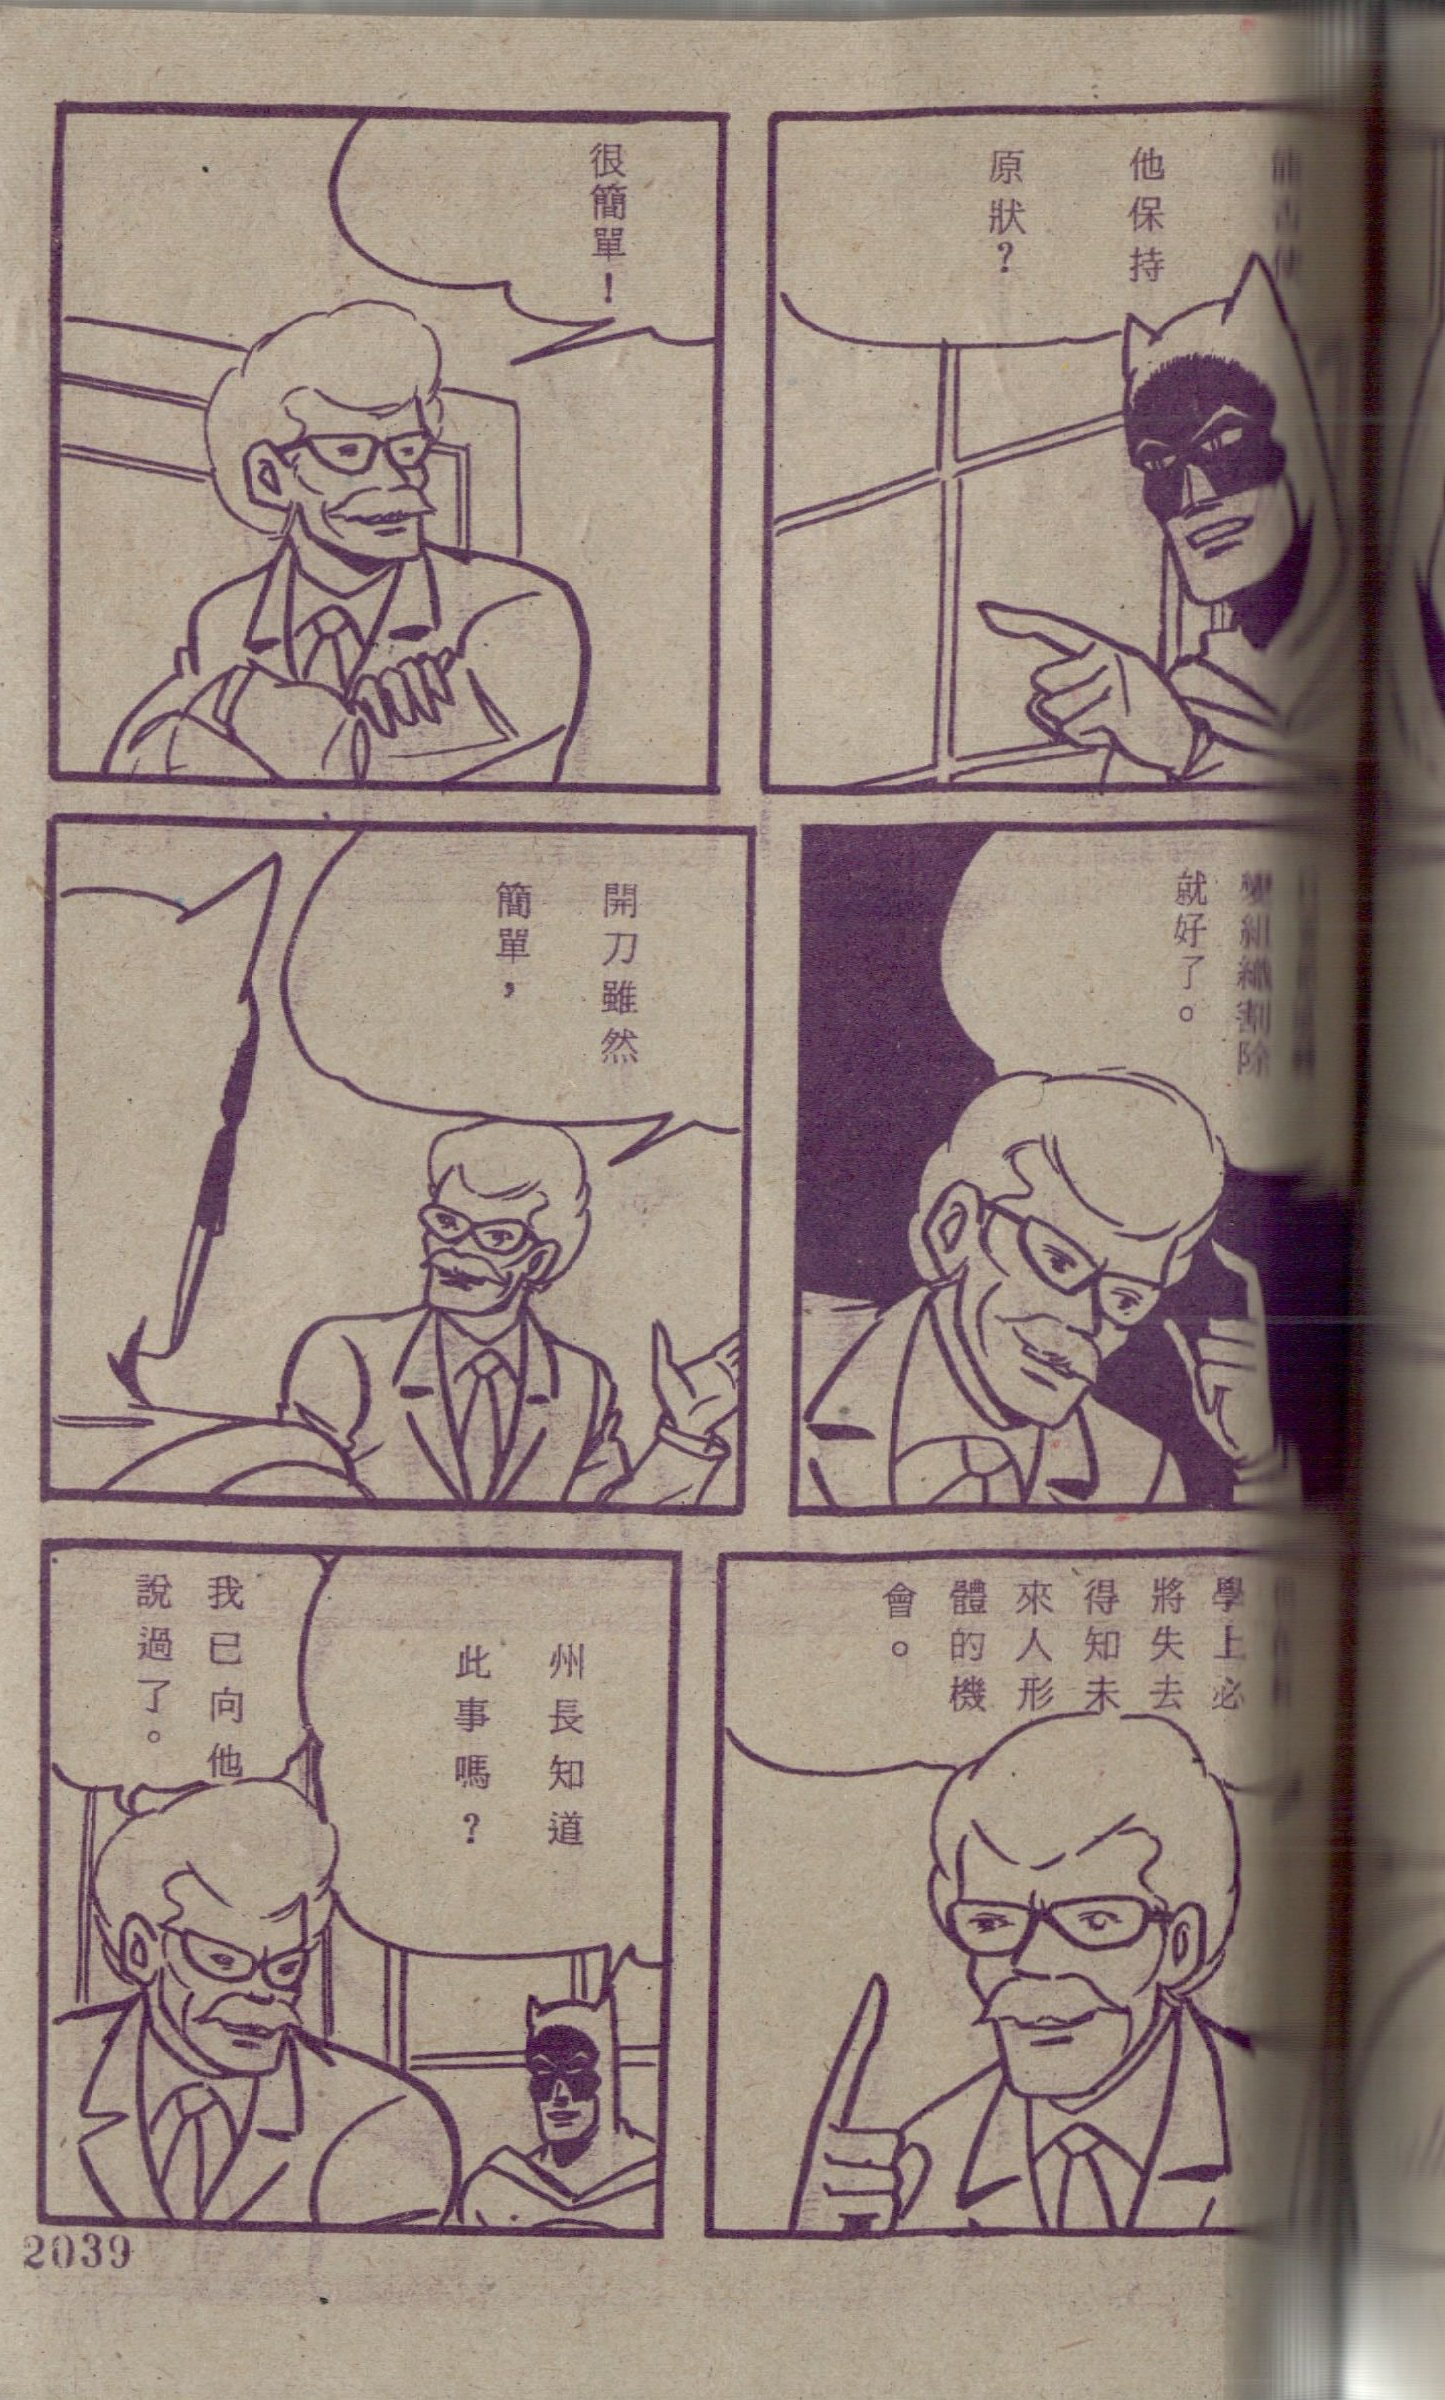 他保持
原狀？
很簡單！
就好了。
開刀雖然
簡單，
學上必
將失去
得知未
來人形
體的機
會。
州長知道
此事嗎？
我已向他
說過了。
2039